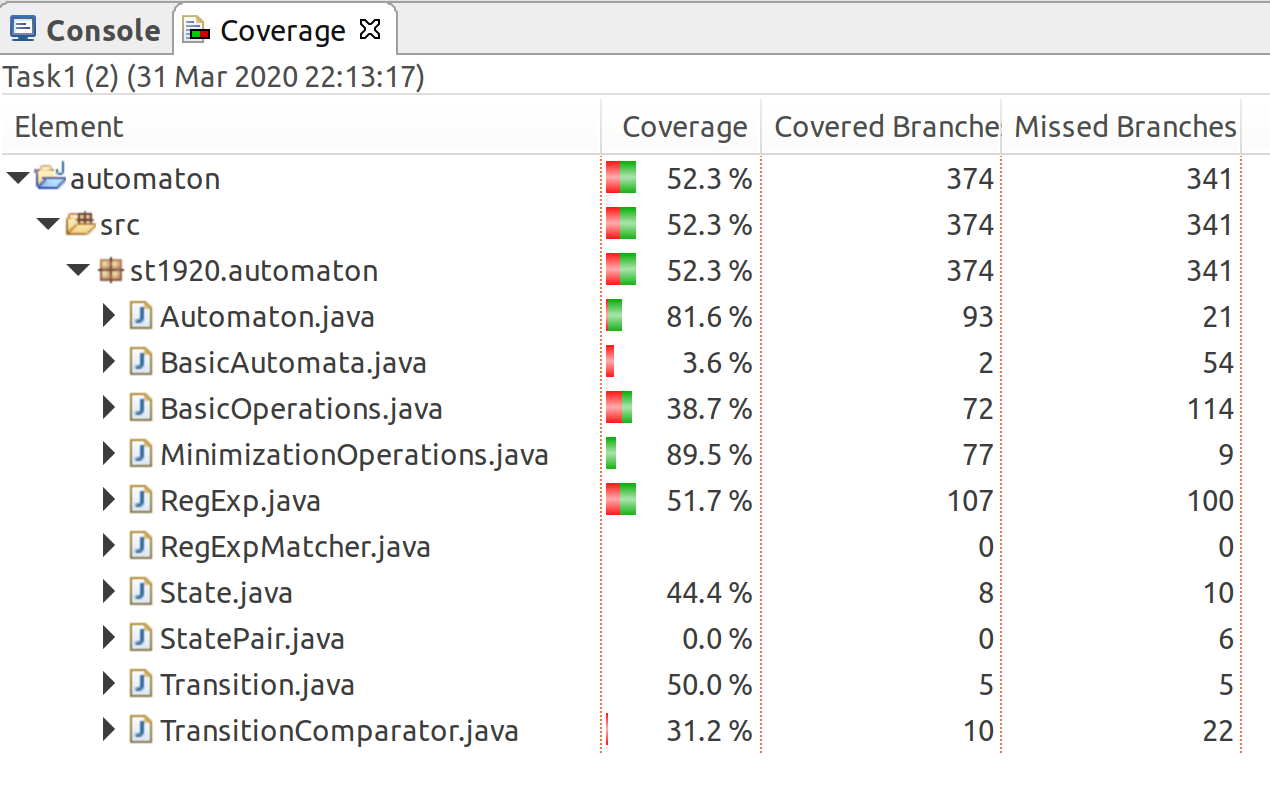 Console Coverage
Task1 (2) (31 Mar 2020 22:13:17)
Element Coverage Covered Branche Missed Branches
automaton 52.3 % 374 341
src 52.3 % 374 341
st1920.automaton 52.3 % 374 341
Automaton.java 81.6 % 93 21
BasicAutomata.java 3.6 % 2 54
BasicOperations.java 38.7 % 72 114
MinimizationOperations.java 89.5 % 77 9
RegExp.java 51.7 % 107 100
RegExpMatcher.java 0 0
State.java 44.4 % 8 10
StatePair.java 0.0 % 0 6
Transition.java 50.0 % 5 5
TransitionComparator.java 31.2 % 10 22